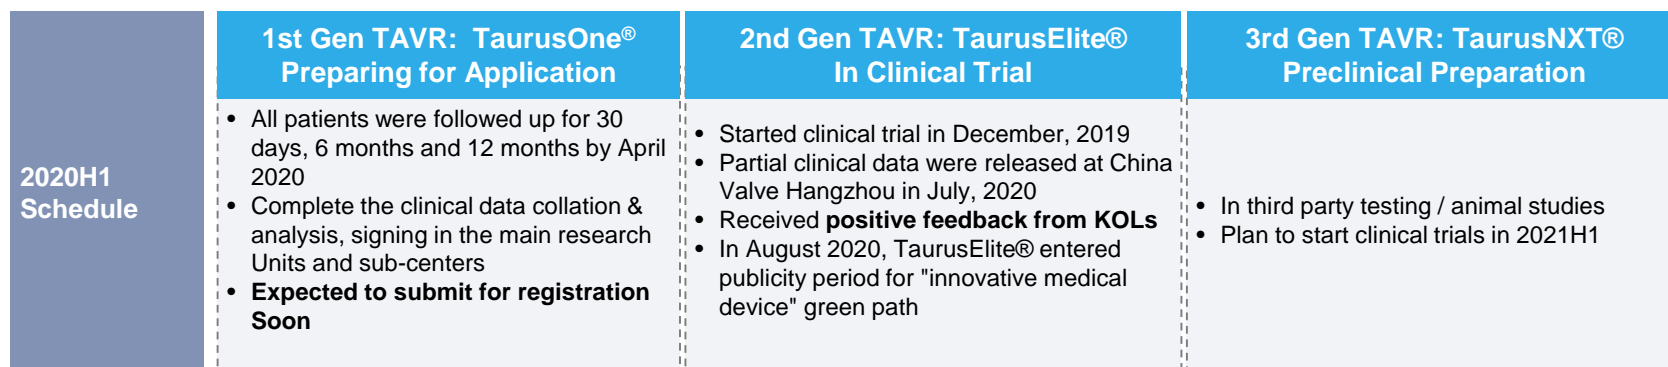 1st Gen TAVR: TaurusOne®
Preparing for Application
2nd Gen TAVR: TaurusElite®
In Clinical Trial
3rd Gen TAVR: TaurusNXT®
Preclinical Preparation
2020H1
Schedule
• All patients were followed up for 30
days, 6 months and 12 months by April
2020
• Complete the clinical data collation &
analysis, signing in the main research
Units and sub-centers
• Expected to submit for registration
Soon
• Started clinical trial in December, 2019
• Partial clinical data were released at China
Valve Hangzhou in July, 2020
• Received positive feedback from KOLs
• In August 2020, TaurusElite® entered
publicity period for "innovative medical
device" green path
• In third party testing / animal studies
• Plan to start clinical trials in 2021H1